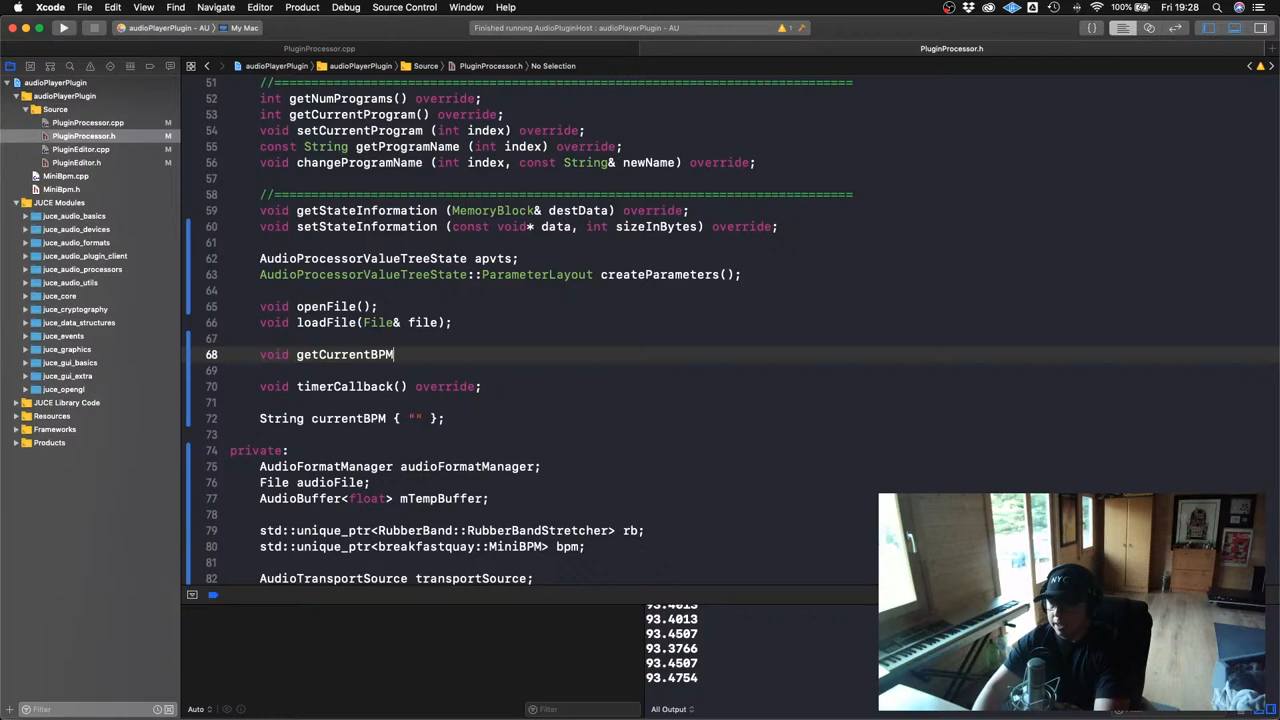 Xcode File Edit View Find Navigate Editor Product Debug Source Control Window Help 100% Fri 19:28
audioPlayerPlugin - AU My Mac Finished running AudioPluginHost : audioPlayerPlugin - AU 1
PluginProcessor.cpp PluginProcessor.h
audioPlayerPlugin audioPlayerPlugin Source PluginProcessor.h No Selection
audioPlayerPlugin
audioPlayerPlugin
Source
PluginProcessor.cpp M
PluginProcessor.h M
PluginEditor.cpp M
PluginEditor.h M
MiniBpm.cpp
MiniBpm.h
JUCE Modules
juce_audio_basics
juce_audio_devices
juce_audio_formats
juce_audio_plugin_client
juce_audio_processors
juce_audio_utils
juce_core
juce_cryptography
juce_data_structures
juce_events
juce_graphics
juce_gui_basics
juce_gui_extra
juce_opengl
JUCE Library Code
Resources
Frameworks
Products
51 //==============================================================================
52 int getNumPrograms() override;
53 int getCurrentProgram() override;
54 void setCurrentProgram (int index) override;
55 const String getProgramName (int index) override;
56 void changeProgramName (int index, const String& newName) override;
57
58 //==============================================================================
59 void getStateInformation (MemoryBlock& destData) override;
60 void setStateInformation (const void* data, int sizeInBytes) override;
61
62 AudioProcessorValueTreeState apvts;
63 AudioProcessorValueTreeState::ParameterLayout createParameters();
64
65 void openFile();
66 void loadFile(File& file);
67
68 void getCurrentBPM
69
70 void timerCallback() override;
71
72 String currentBPM { "" };
73
74 private:
75 AudioFormatManager audioFormatManager;
76 File audioFile;
77 AudioBuffer<float> mTempBuffer;
78
79 std::unique_ptr<RubberBand::RubberBandStretcher> rb;
80 std::unique_ptr<breakfastquay::MiniBPM> bpm;
81
82 AudioTransportSource transportSource;
93.4013
93.4013
93.4507
93.3766
93.4507
93.4754
Filter Auto Filter All Output
NYC